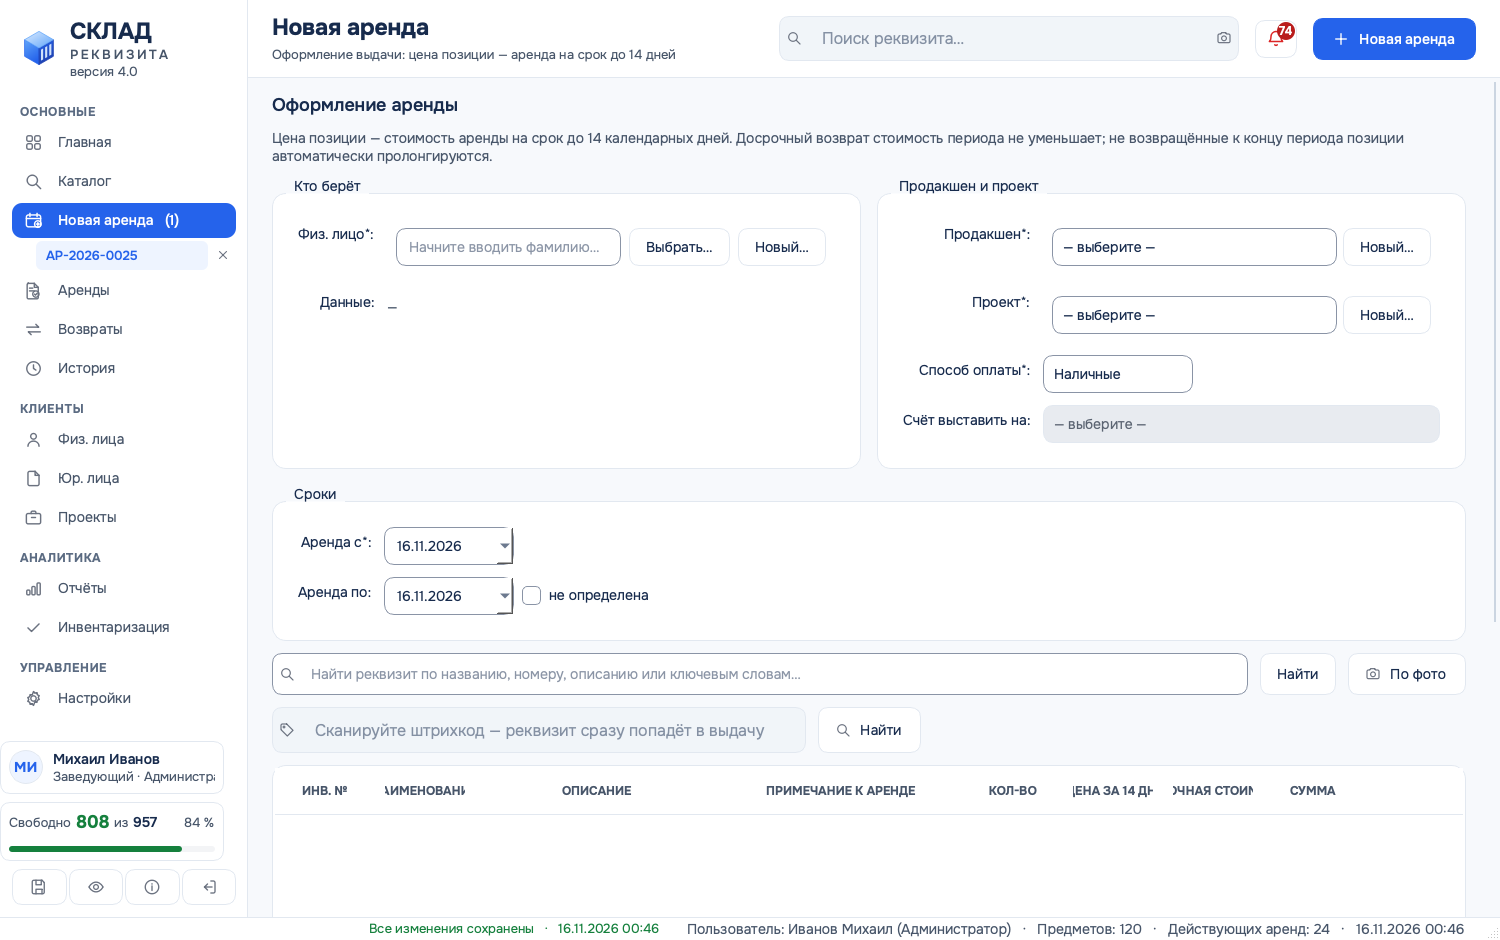 СКЛАД
РЕКВИЗИТА
версия 4.0
ОСНОВНЫЕ
Главная
Каталог
Новая аренда (1)
АР-2026-0025
Аренды
Возвраты
История
КЛИЕНТЫ
Физ. лица
Юр. лица
Проекты
АНАЛИТИКА
Отчёты
Инвентаризация
УПРАВЛЕНИЕ
Настройки
МИ
Михаил Иванов
Заведующий · Администра
Свободно 808 из 957 84 %
Новая аренда
Оформление выдачи: цена позиции — аренда на срок до 14 дней
Поиск реквизита...
74
Новая аренда
Оформление аренды
Цена позиции — стоимость аренды на срок до 14 календарных дней. Досрочный возврат стоимость периода не уменьшает; не возвращённые к концу периода позиции
автоматически пролонгируются.
Кто берёт
Физ. лицо*: Начните вводить фамилию... Выбрать... Новый...
Данные: —
Продакшен и проект
Продакшен*: — выберите — Новый...
Проект*: — выберите — Новый...
Способ оплаты*: Наличные
Счёт выставить на: — выберите —
Сроки
Аренда с*: 16.11.2026
Аренда по: 16.11.2026 не определена
Найти реквизит по названию, номеру, описанию или ключевым словам... Найти По фото
Сканируйте штрихкод — реквизит сразу попадёт в выдачу Найти
ИНВ. № АИМЕНОВАНИ ОПИСАНИЕ ПРИМЕЧАНИЕ К АРЕНДЕ КОЛ-ВО ЦЕНА ЗА 14 ДН ОЧНАЯ СТОИМ СУММА
Все изменения сохранены · 16.11.2026 00:46 Пользователь: Иванов Михаил (Администратор) · Предметов: 120 · Действующих аренд: 24 · 16.11.2026 00:46